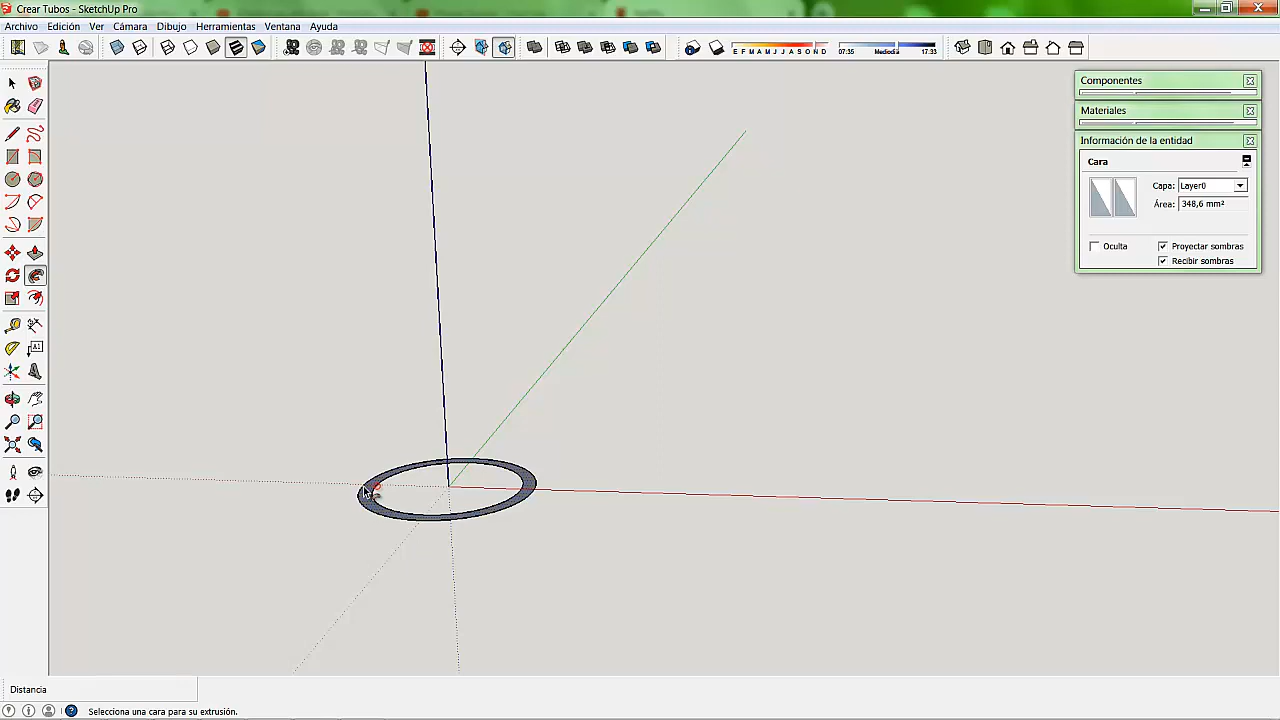 Crear Tubos - SketchUp Pro
Archivo Edición Ver Cámara Dibujo Herramientas Ventana Ayuda
E F M A M J J A S O N D 07:35 Mediodía 17:33
Componentes
Materiales
Información de la entidad
Cara
Capa: Layer0
Área: 348,6 mm²
Oculta Proyectar sombras
Recibir sombras
A1
Distancia
Selecciona una cara para su extrusión.